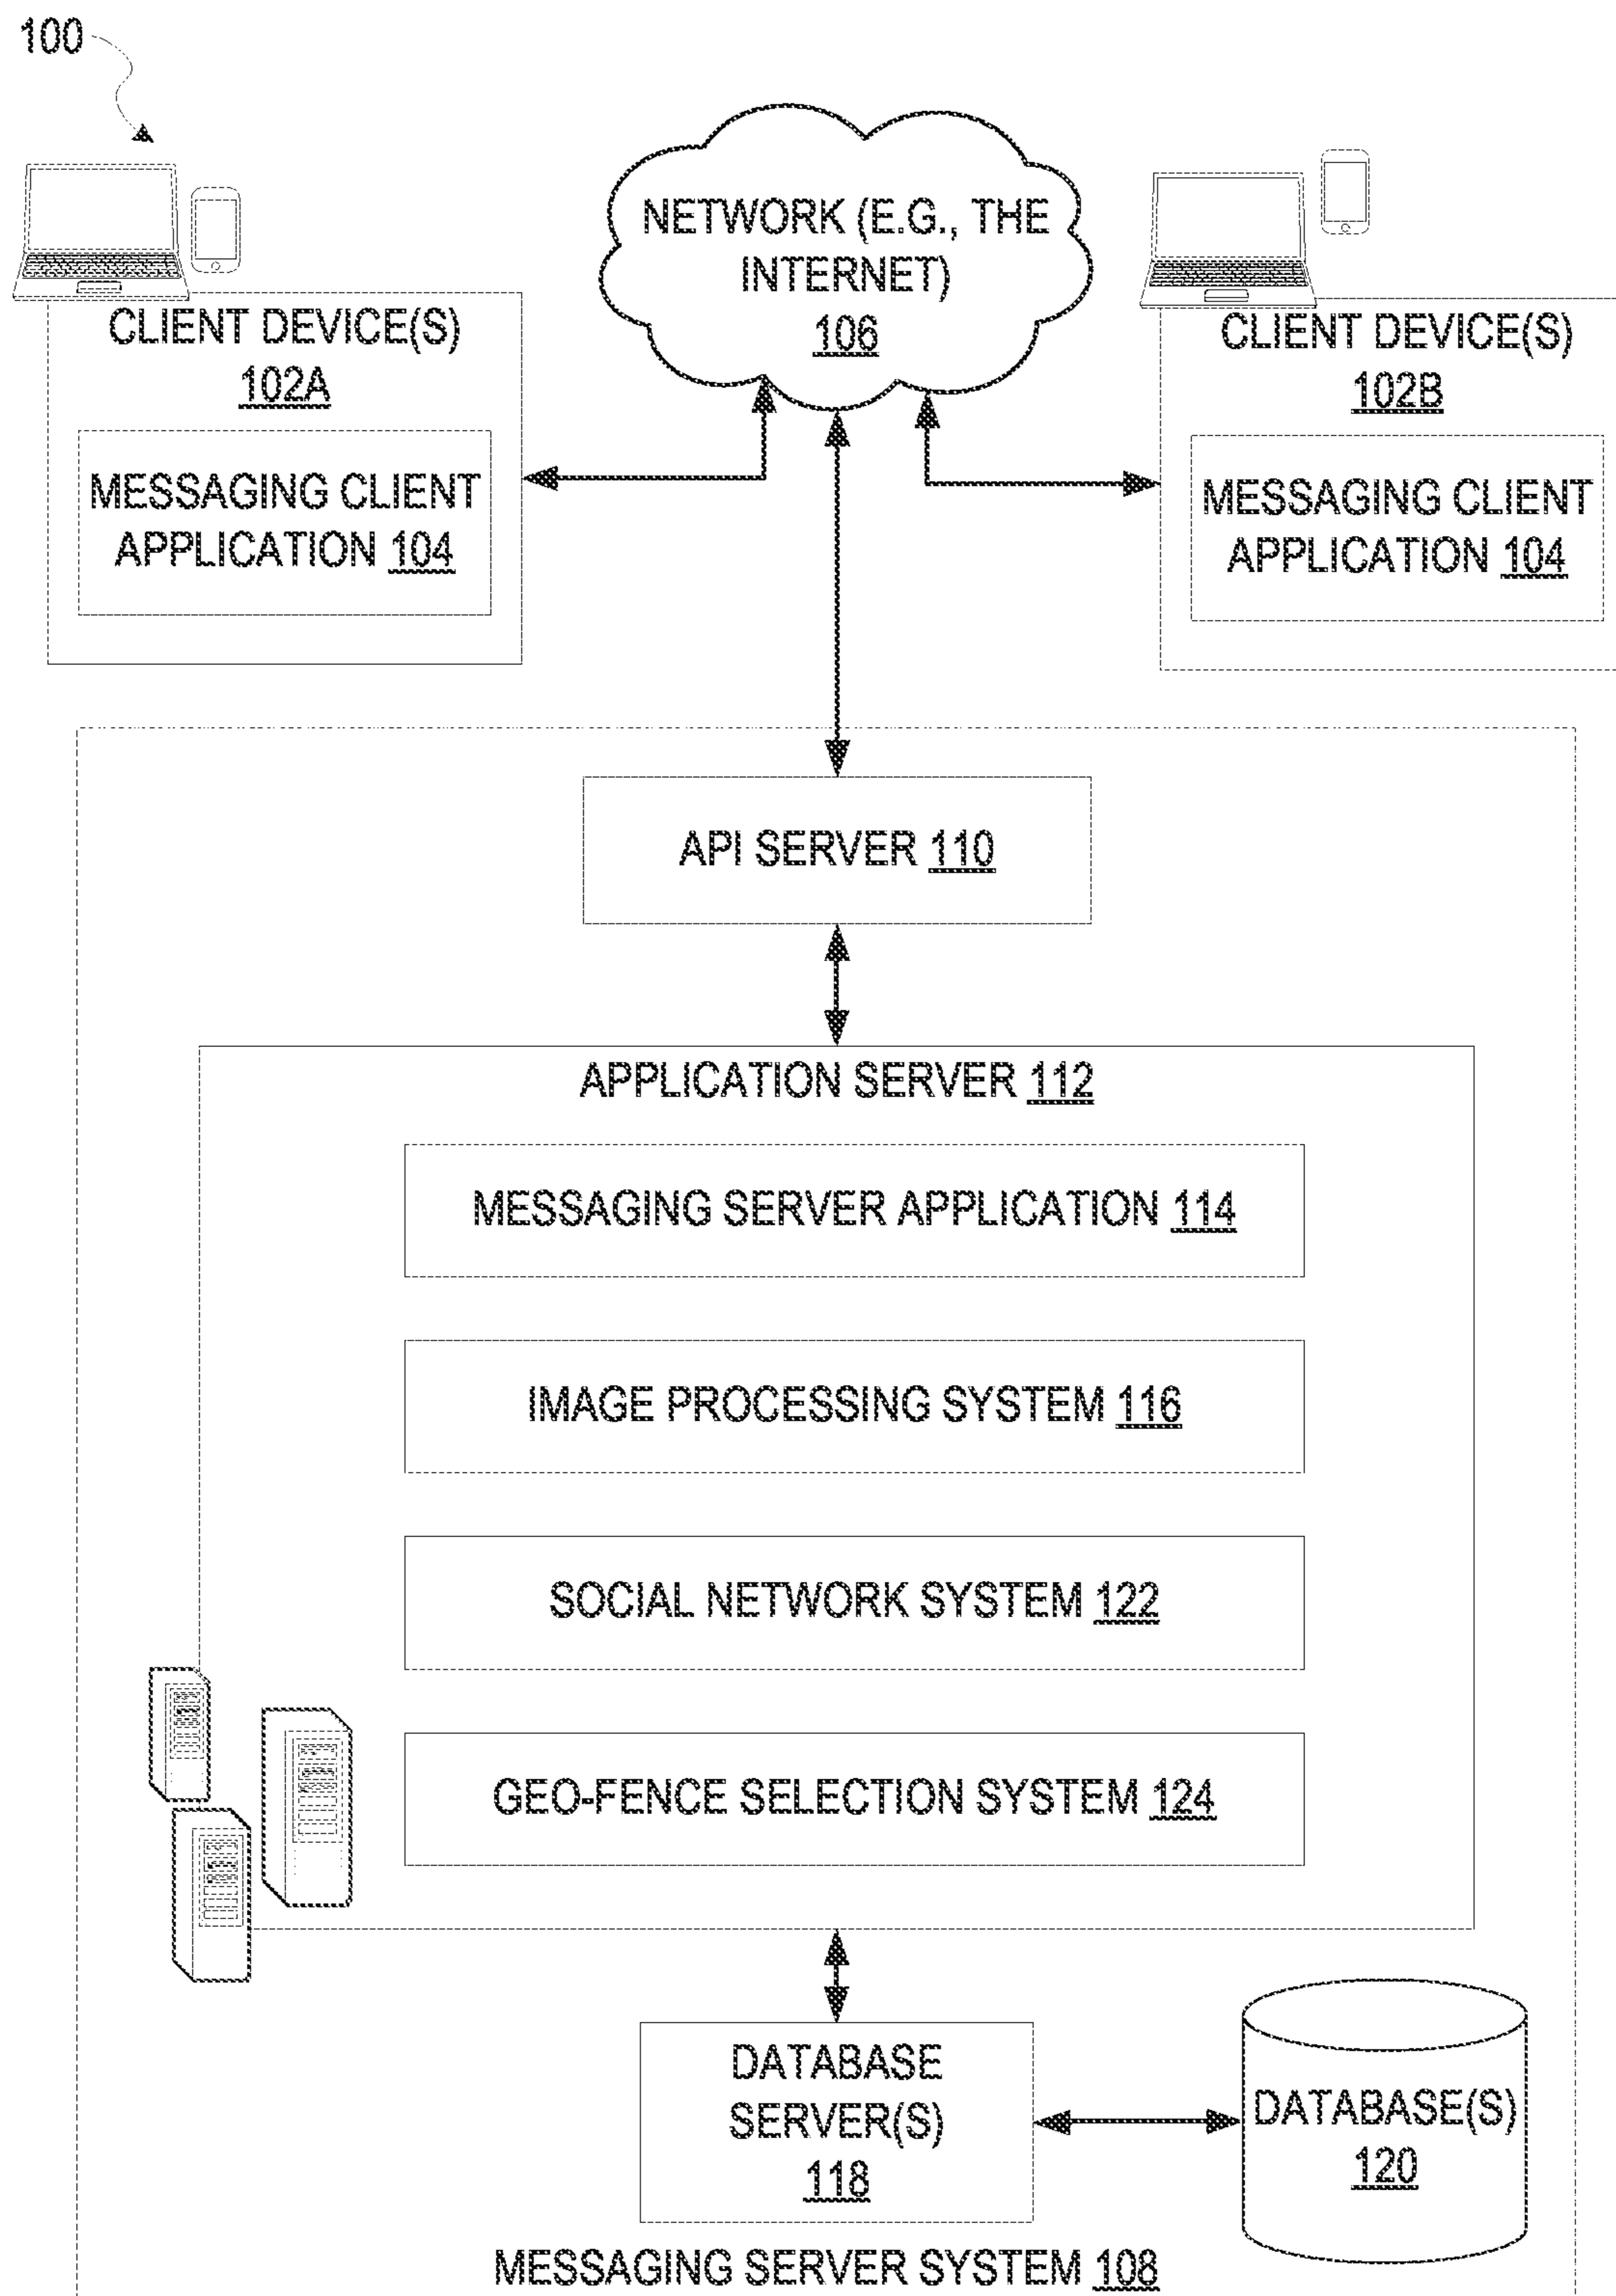 100
NETWORK (E.G., THE
INTERNET)
106
CLIENT DEVICE(S)
102A
MESSAGING CLIENT
APPLICATION 104
CLIENT DEVICE(S)
102B
MESSAGING CLIENT
APPLICATION 104
API SERVER 110
APPLICATION SERVER 112
MESSAGING SERVER APPLICATION 114
IMAGE PROCESSING SYSTEM 116
SOCIAL NETWORK SYSTEM 122
GEO-FENCE SELECTION SYSTEM 124
DATABASE
SERVER(S)
118
DATABASE(S)
120
MESSAGING SERVER SYSTEM 108